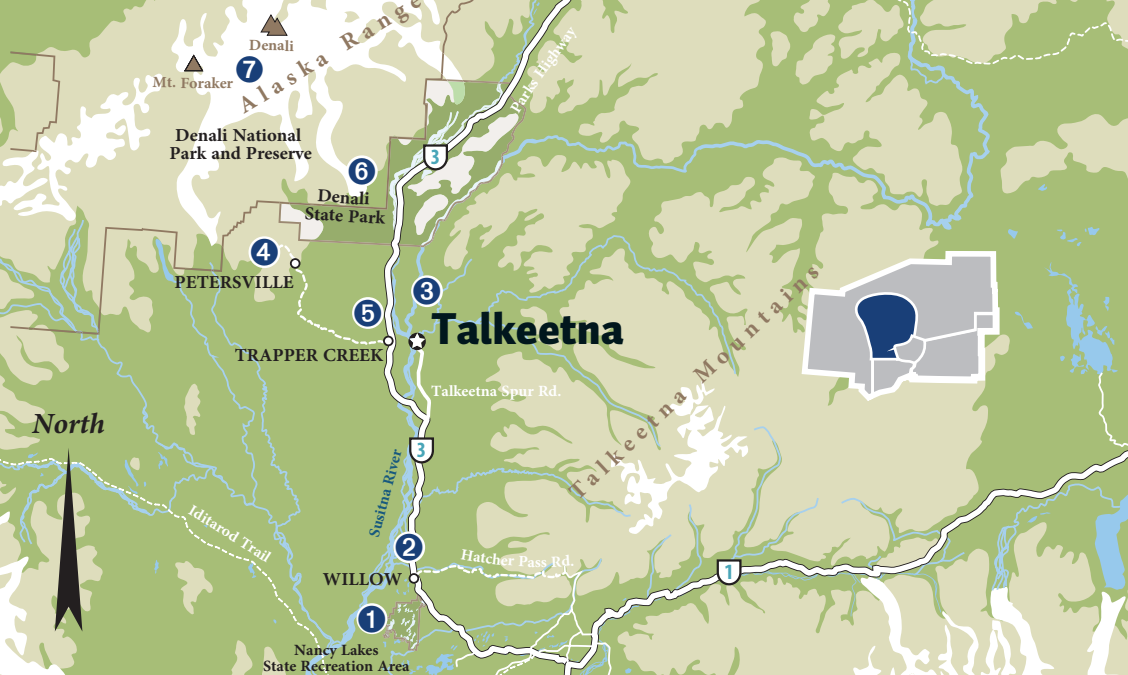 Denali
7
Mt. Foraker
Alaska Range
Parks Highway
Denali National
Park and Preserve
3
6
Denali
State Park
4
PETERSVILLE
3
5
Talkeetna
TRAPPER CREEK
Talkeetna Spur Rd.
Talkeetna Mountains
North
3
Susitna River
Iditarod Trail
2
Hatcher Pass Rd.
1
WILLOW
1
Nancy Lakes
State Recreation Area